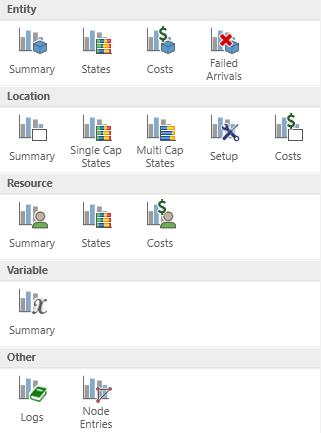 Entity
Summary States Costs Failed Arrivals
Location
Summary Single Cap States Multi Cap States Setup Costs
Resource
Summary States Costs
Variable
x
Summary
Other
Logs Node Entries